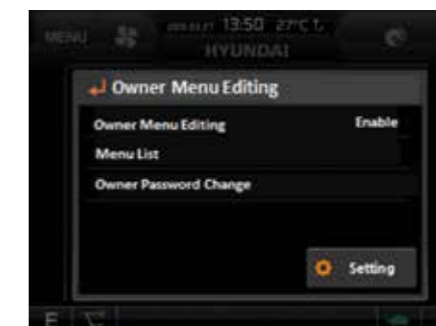 MENU 13:50 27°C
HYUNDAI
Owner Menu Editing
Owner Menu Editing Enable
Menu List
Owner Password Change
Setting
E